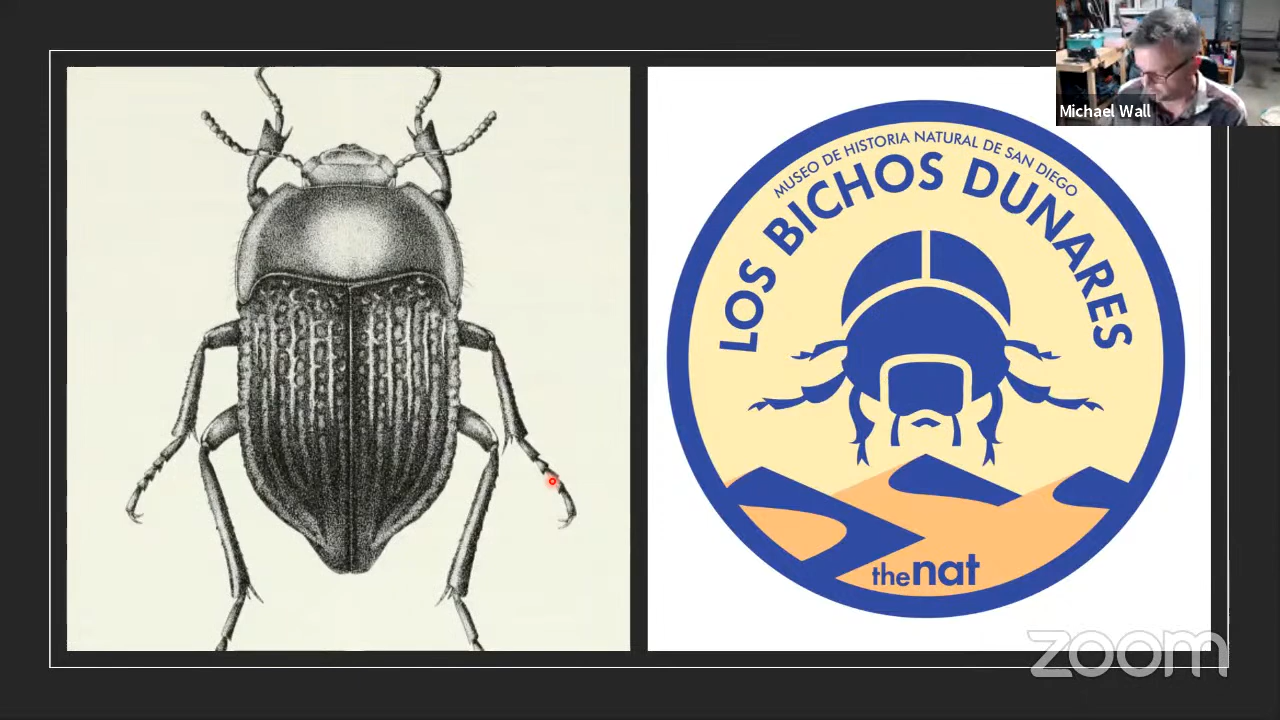 Michael Wall
MUSEO DE HISTORIA NATURAL DE SAN DIEGO
LOS BICHOS DUNARES
thenat
zoom